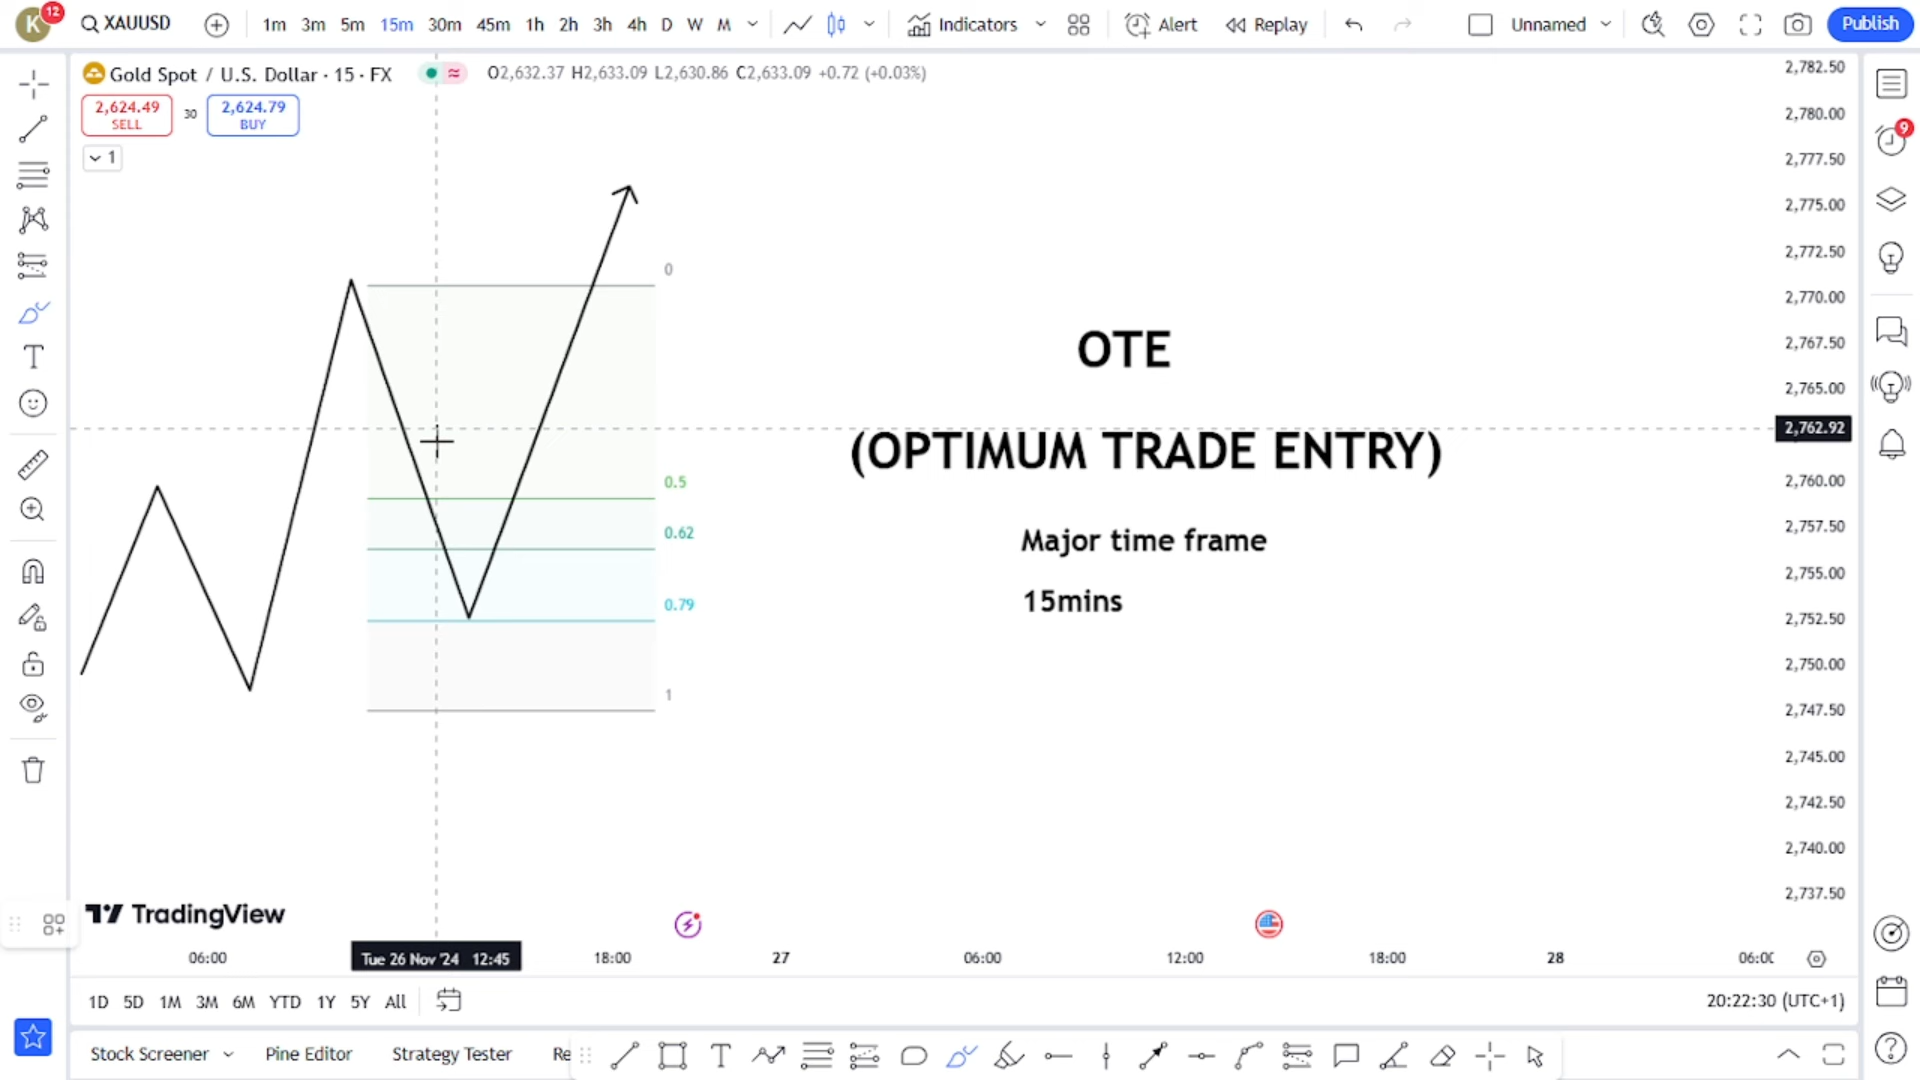 K 12 XAUUSD 1m 3m 5m 15m 30m 45m 1h 2h 3h 4h D W M Indicators Alert Replay Unnamed Publish
Gold Spot / U.S. Dollar · 15 · FX O2,632.37 H2,633.09 L2,630.86 C2,633.09 +0.72 (+0.03%)
2,624.49 SELL 30 2,624.79 BUY
1
2,782.50
2,780.00
2,777.50
2,775.00
2,772.50
2,770.00
2,767.50
2,765.00
2,762.92
2,760.00
2,757.50
2,755.00
2,752.50
2,750.00
2,747.50
2,745.00
2,742.50
2,740.00
2,737.50
9
0
0.5
0.62
0.79
1
OTE
(OPTIMUM TRADE ENTRY)
Major time frame
15mins
TradingView
06:00 Tue 26 Nov '24 12:45 18:00 27 06:00 12:00 18:00 28 06:00
1D 5D 1M 3M 6M YTD 1Y 5Y All 20:22:30 (UTC+1)
Stock Screener Pine Editor Strategy Tester Re